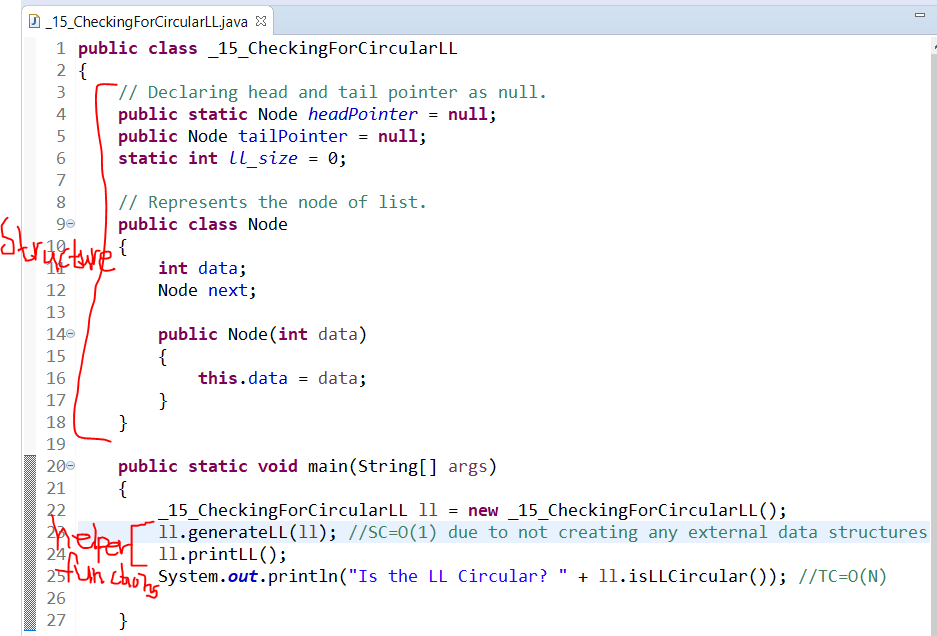 _15_CheckingForCircularLL.java
1 public class _15_CheckingForCircularLL
2 {
3 // Declaring head and tail pointer as null.
4 public static Node headPointer = null;
5 public Node tailPointer = null;
6 static int ll_size = 0;
7
8 // Represents the node of list.
9 public class Node
Structure
10 {
11 int data;
12 Node next;
13
14 public Node(int data)
15 {
16 this.data = data;
17 }
18 }
19
20 public static void main(String[] args)
21 {
22 _15_CheckingForCircularLL ll = new _15_CheckingForCircularLL();
23 ll.generateLL(ll); //SC=O(1) due to not creating any external data structures
helper
24 ll.printLL();
functions
25 System.out.println("Is the LL Circular? " + ll.isLLCircular()); //TC=O(N)
26
27 }